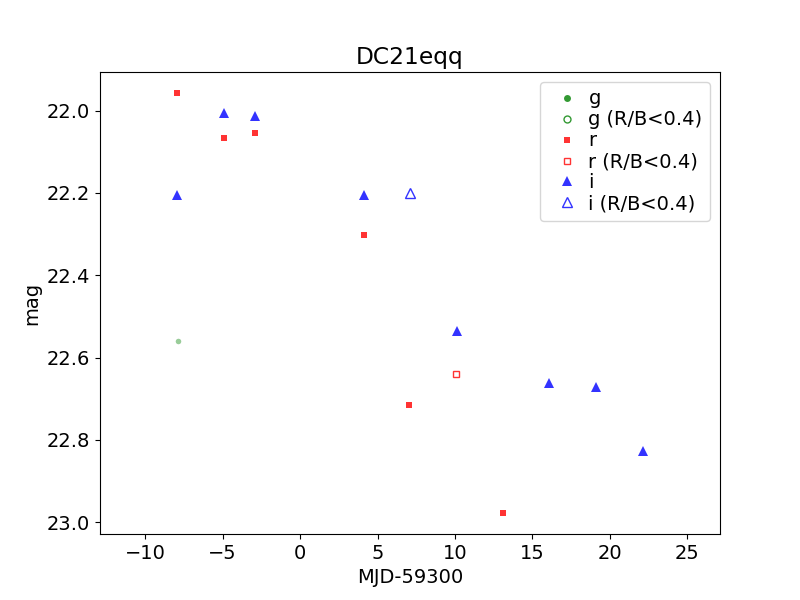 DC21eqq
g
g (R/B<0.4)
r
r (R/B<0.4)
i
i (R/B<0.4)
22.0
22.2
22.4
22.6
22.8
23.0
mag
−10 −5 0 5 10 15 20 25
MJD-59300